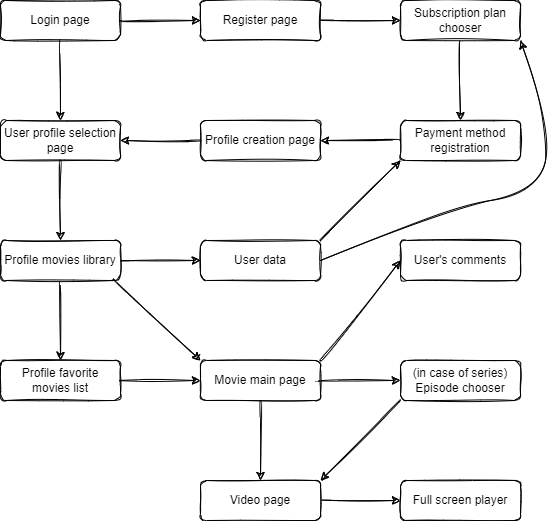 Login page
Register page
Subscription plan
chooser
User profile selection
page
Profile creation page
Payment method
registration
Profile movies library
User data
User's comments
Profile favorite
movies list
Movie main page
(in case of series)
Episode chooser
Video page
Full screen player